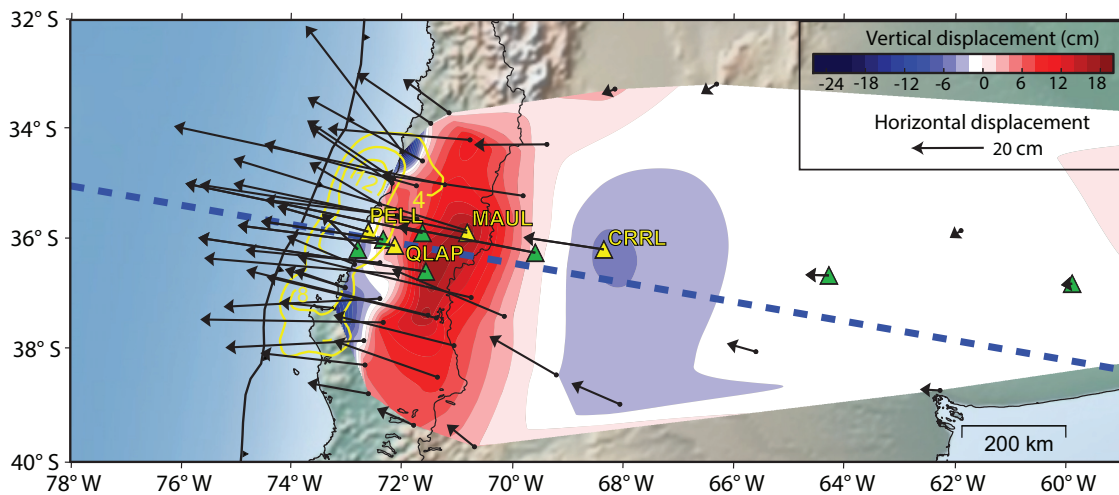 32° S
34° S
36° S
38° S
40° S
Vertical displacement (cm)
-24 -18 -12 -6 0 6 12 18
Horizontal displacement
20 cm
12
4
8
PELL
MAUL
QLAP
CRRL
200 km
78° W 76° W 74° W 72° W 70° W 68° W 66° W 64° W 62° W 60° W